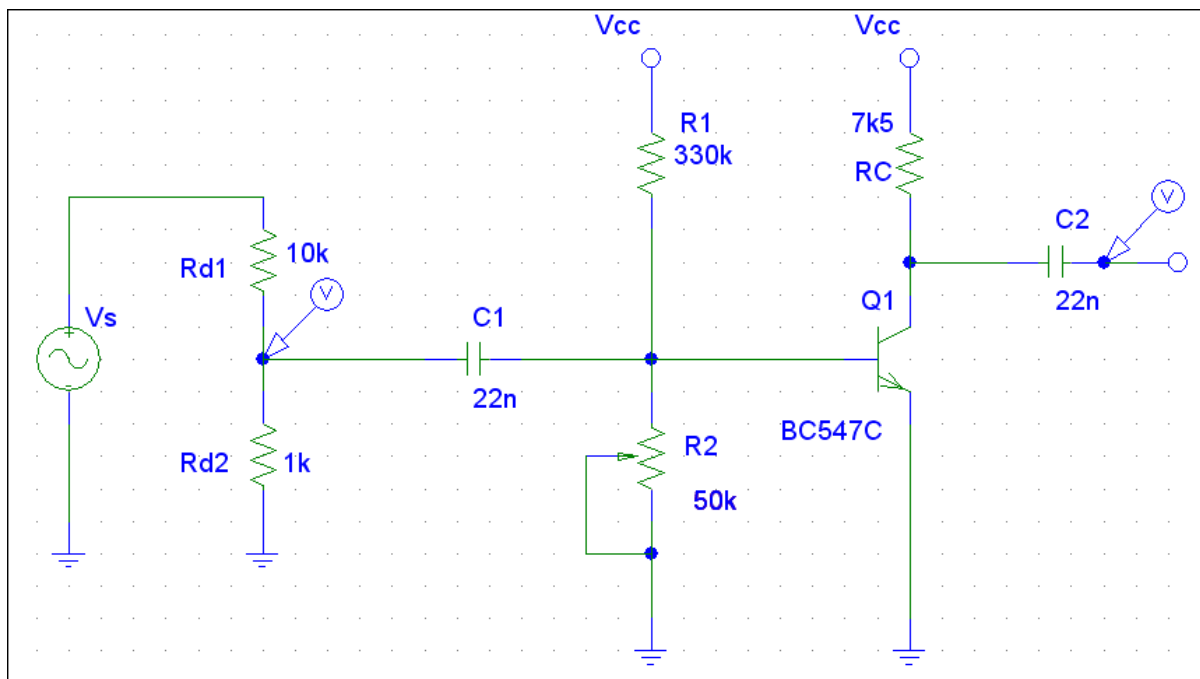 Vcc
Vcc
R1
330k
7k5
RC
C2
22n
Rd1
10k
V
V
Vs
+
-
C1
22n
Q1
BC547C
Rd2
1k
R2
50k